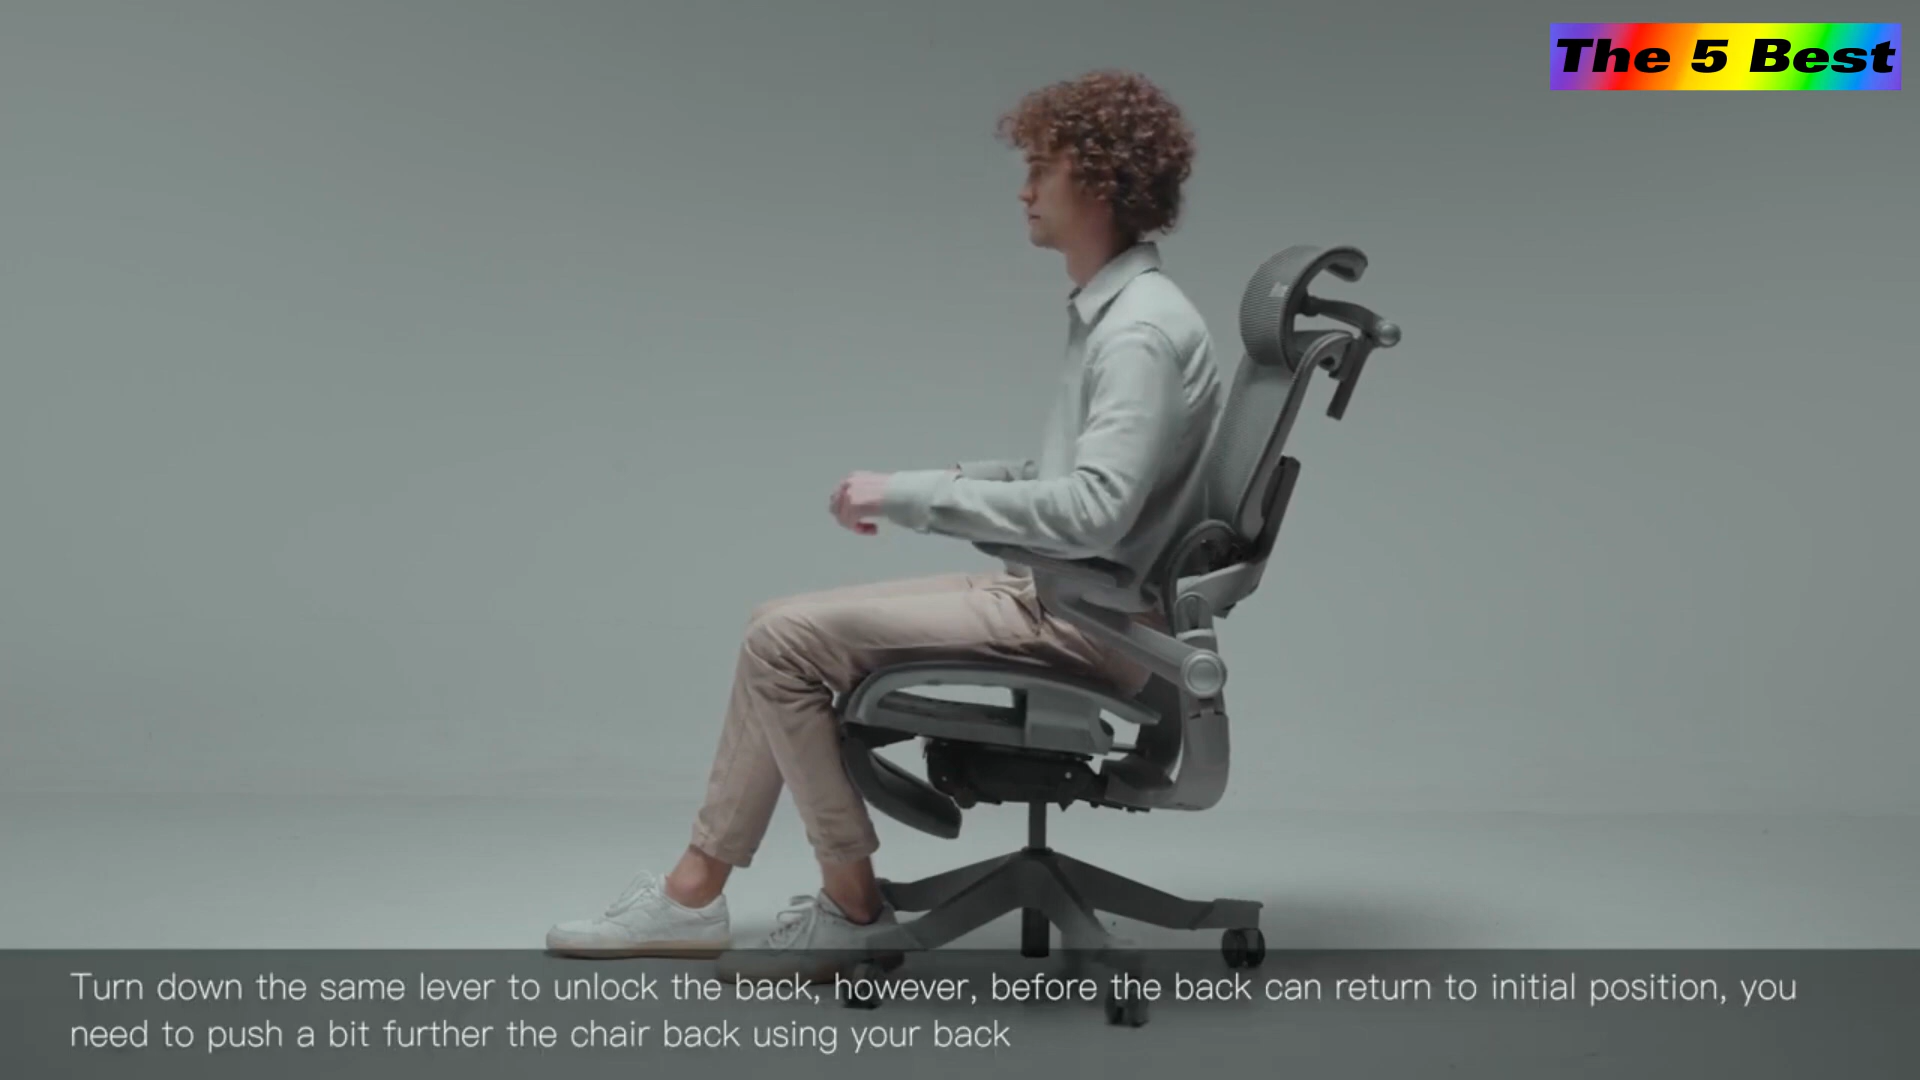 The 5 Best
Turn down the same lever to unlock the back, however, before the back can return to initial position, you
need to push a bit further the chair back using your back